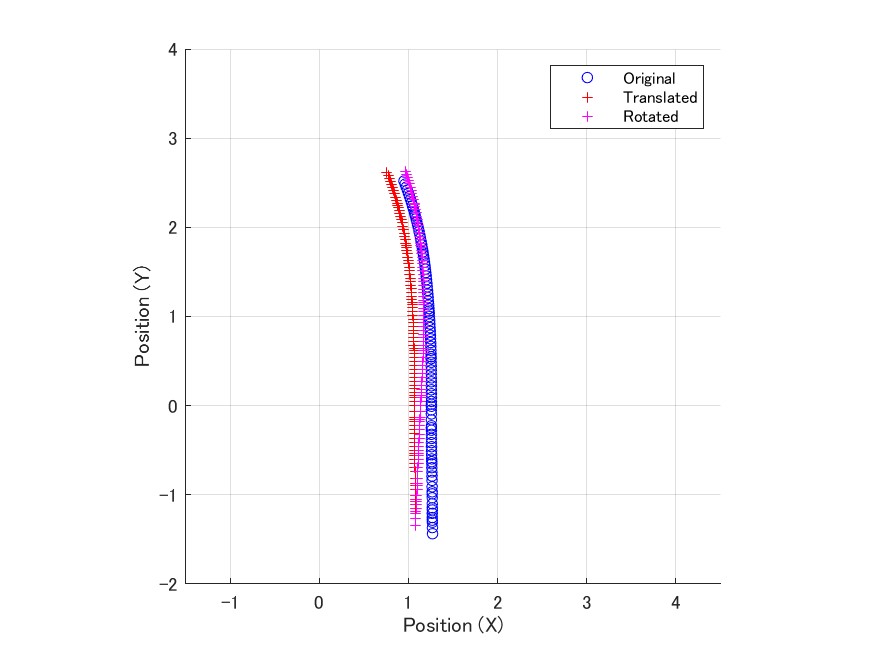 4
3
2
1
0
−1
−2
−1
0
1
2
3
4
Position (X)
Position (Y)
Original
Translated
Rotated